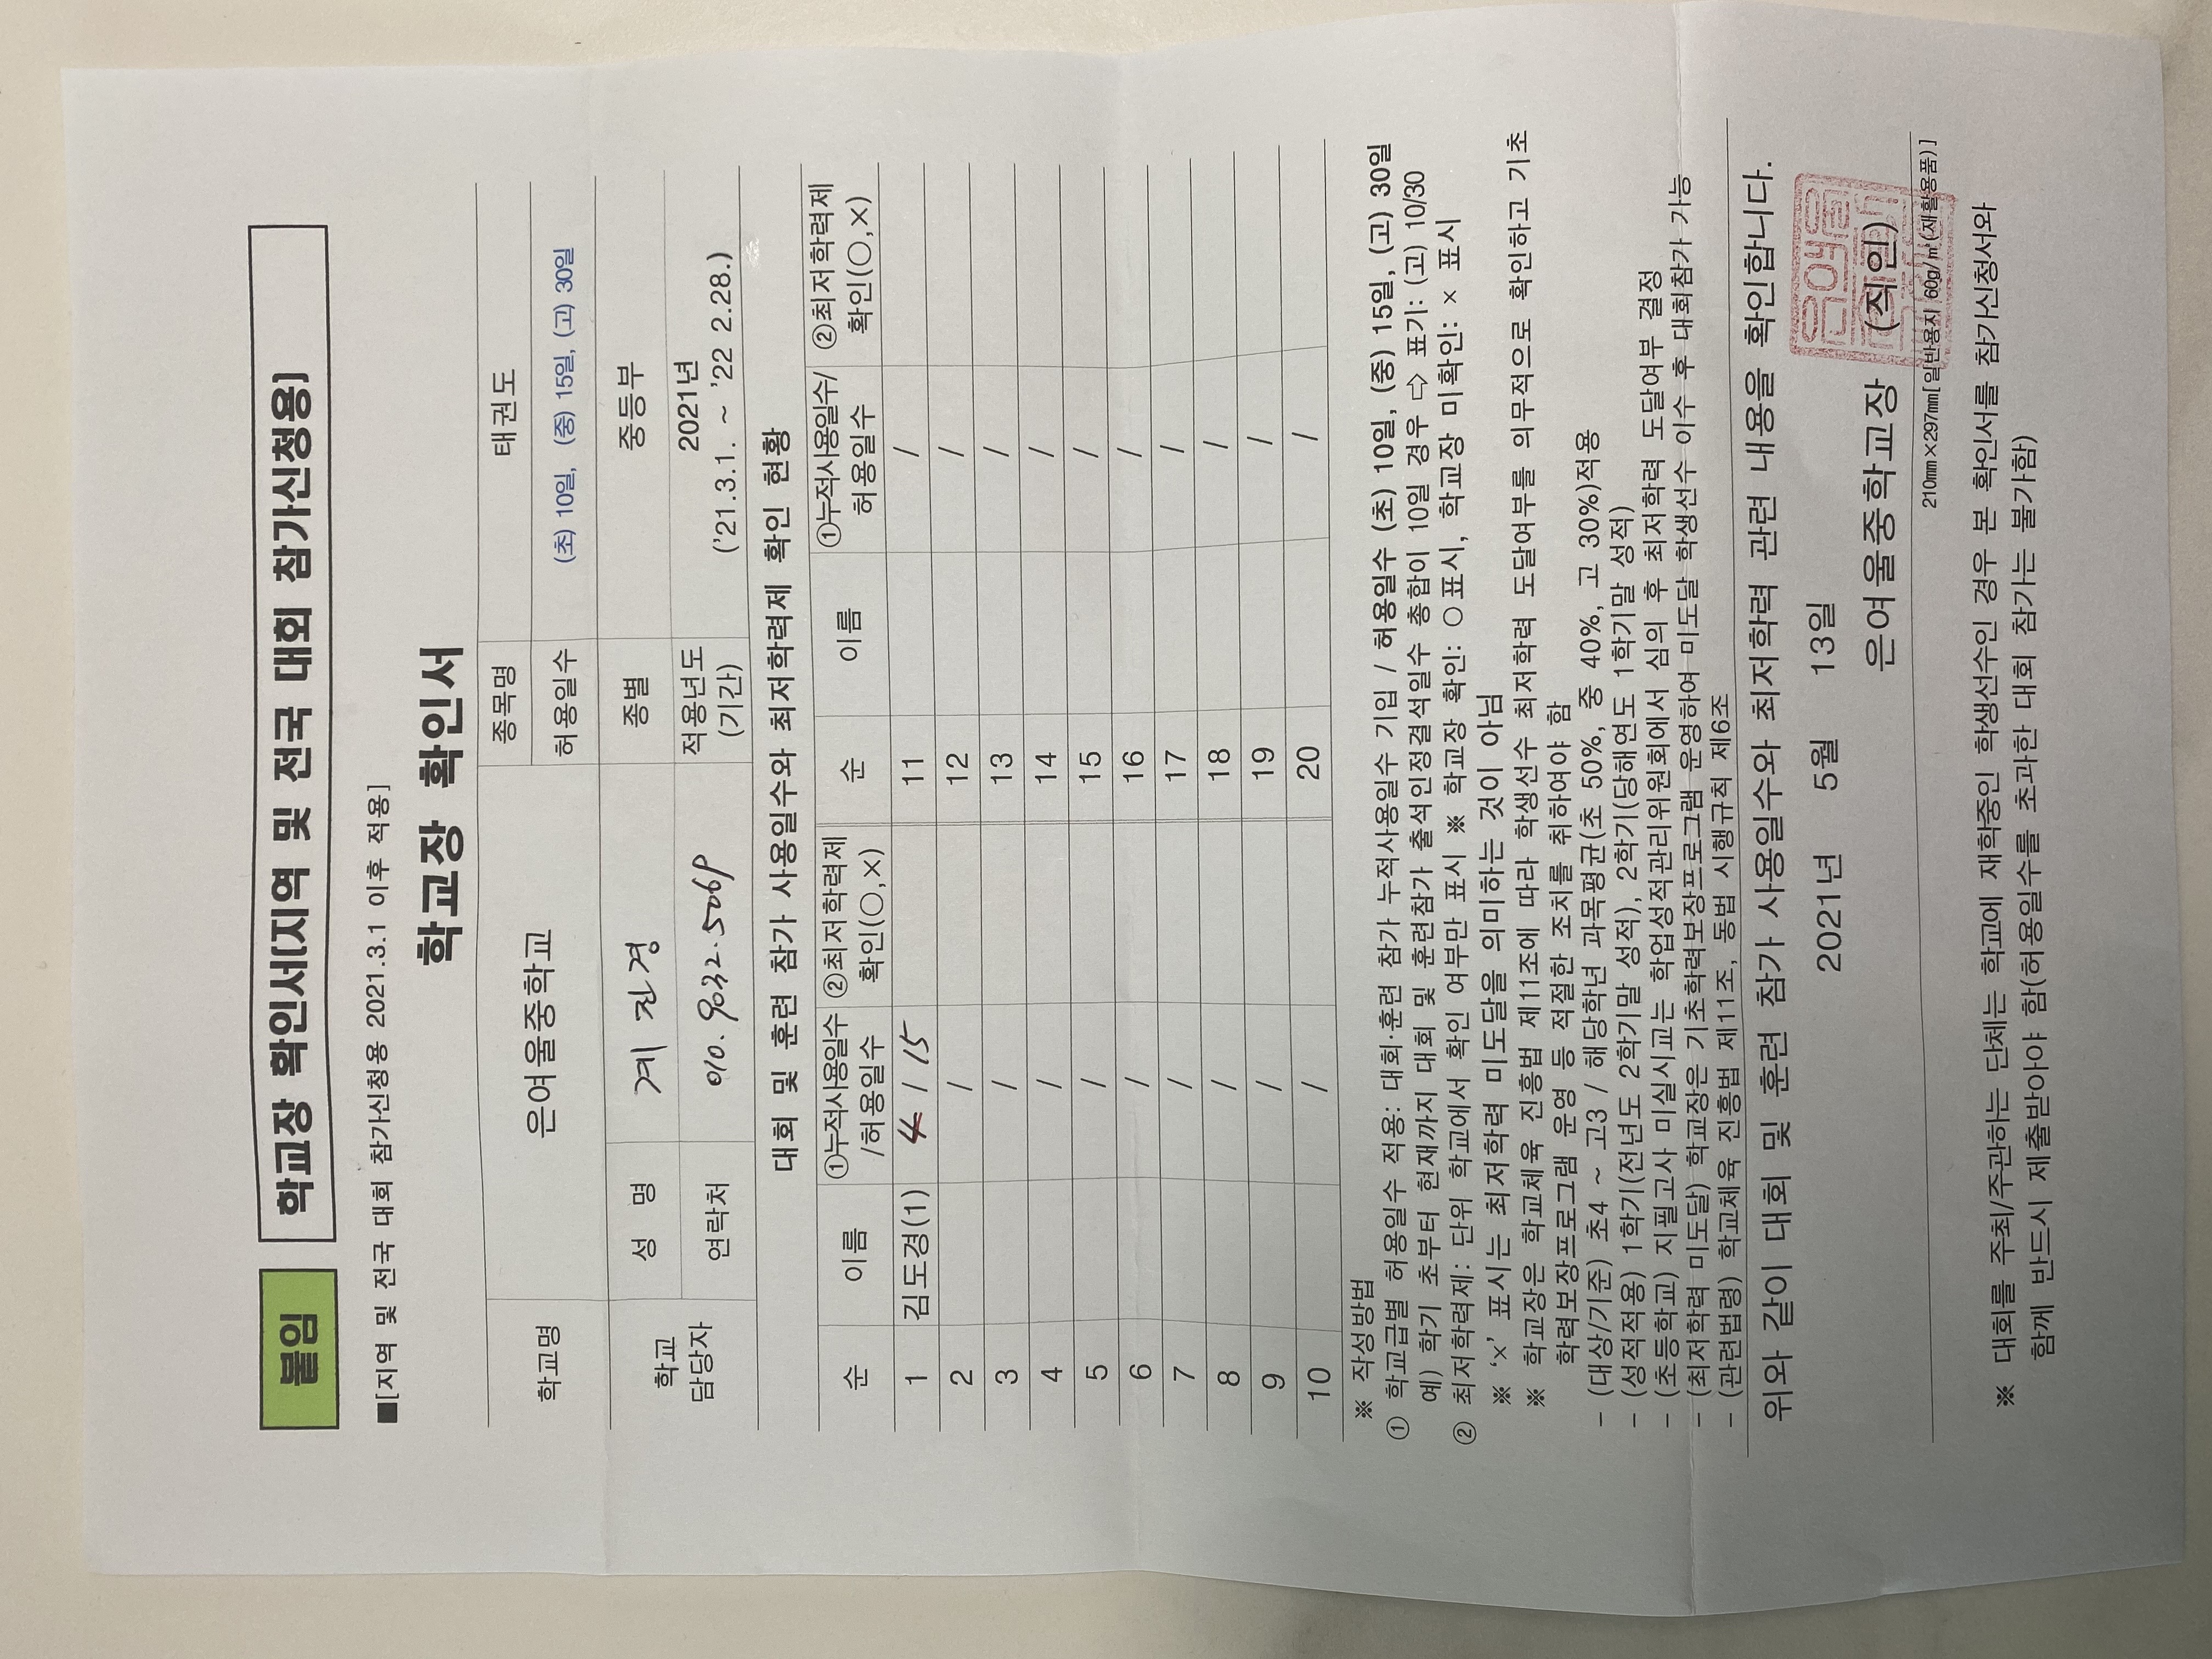 붙임 학교장 확인서(지역 및 전국 대회 참가신청용)
■[지역 및 전국 대회 참가신청용 2021.3.1 이후 적용]
학교장 확인서
학교명 은여울중학교 종목명 태권도
허용일수 (초) 10일, (중) 15일, (고) 30일
학교 담당자 성 명 계 진 경 종별 중등부
연락처 적용년도 (기간) 2021년 ('21.3.1. ~ '22 2.28.)
대회 및 훈련 참가 사용일수와 최저학력제 확인 현황
순 이름 ①누적사용일수 /허용일수 ②최저학력제 확인(○,×) 순 이름 ①누적사용일수/ 허용일수 ②최저학력제 확인(○,×)
1 김도경(1) 4 / 15 11 /
2 / 12 /
3 / 13 /
4 / 14 /
5 / 15 /
6 / 16 /
7 / 17 /
8 / 18 /
9 / 19 /
10 / 20 /
※ 작성방법
① 학교급별 허용일수 적용: 대회·훈련 참가 누적사용일수 기입 / 허용일수 (초) 10일, (중) 15일, (고) 30일
예) 학기 초부터 현재까지 대회 및 훈련참가 출석인정결석일수 총합이 10일 경우 ⇨ 표기: (고) 10/30
② 최저학력제: 단위 학교에서 확인 여부만 표시 ※ 학교장 확인: ○ 표시, 학교장 미확인: × 표시
※ '×' 표시는 최저학력 미도달을 의미하는 것이 아님
※ 학교장은 학교체육 진흥법 제11조에 따라 학생선수 최저학력 도달여부를 의무적으로 확인하고 기초
학력보장프로그램 운영 등 적절한 조치를 취하여야 함
- (대상/기준) 초4 ~ 고3 / 해당학년 과목평균(초 50%, 중 40%, 고 30%)적용
- (성적적용) 1학기(전년도 2학기말 성적), 2학기(당해연도 1학기말 성적)
- (초등학교) 지필고사 미실시교는 학업성적관리위원회에서 심의 후 최저학력 도달여부 결정
- (최저학력 미도달) 학교장은 기초학력보장프로그램 운영하여 미도달 학생선수 이수 후 대회참가 가능
- (관련법령) 학교체육 진흥법 제11조, 동법 시행규칙 제6조
위와 같이 대회 및 훈련 참가 사용일수와 최저학력 관련 내용을 확인합니다.
2021년 5월 13일
은여울중학교장 (직인)
210mm×297mm[일반용지 60g/㎡(재활용품)]
※ 대회를 주최/주관하는 단체는 학교에 재학중인 학생선수인 경우 본 확인서를 참가신청서와
함께 반드시 제출받아야 함(허용일수를 초과한 대회 참가는 불가함)